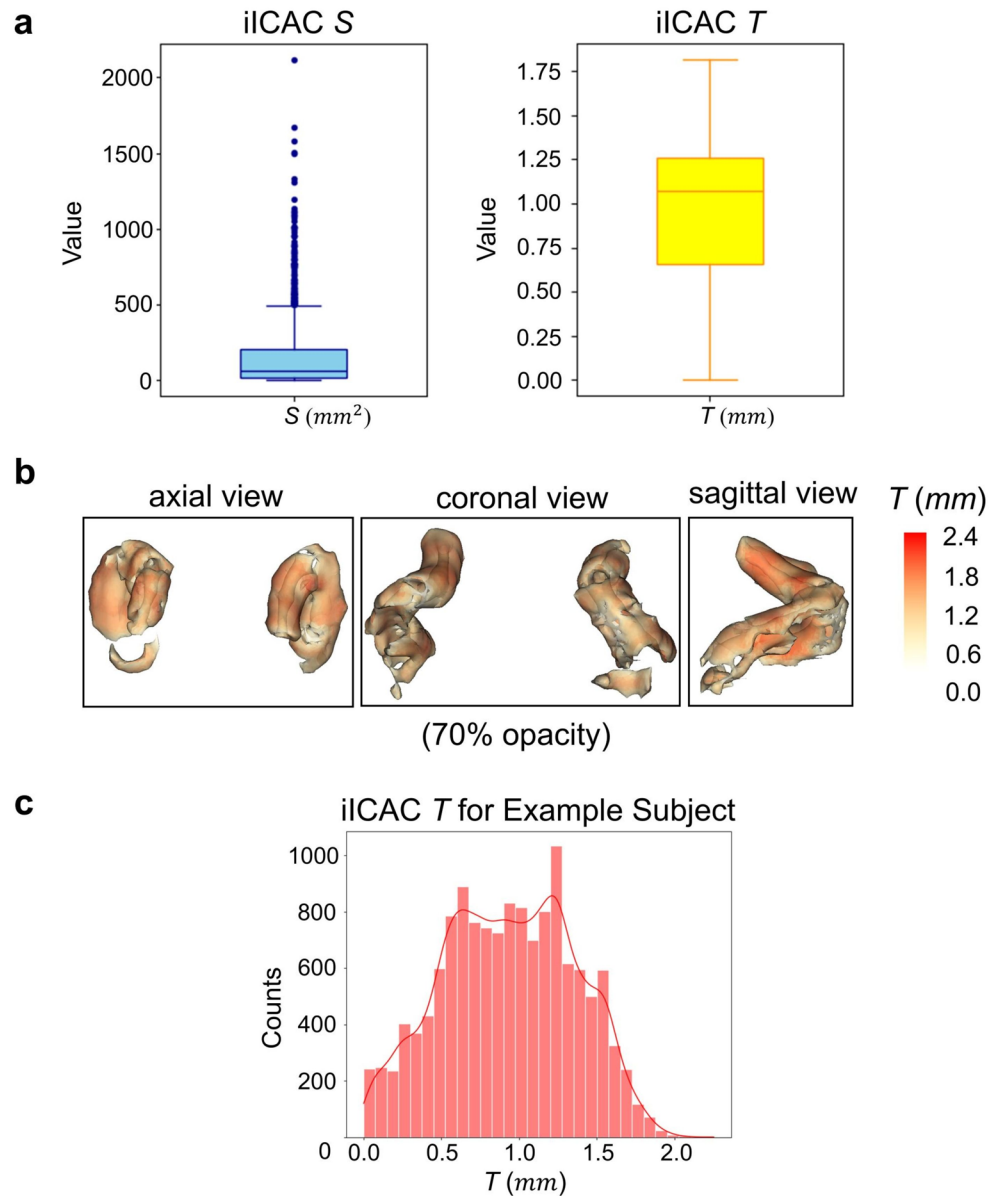 a
iICAC S
iICAC T
Value
2000
1500
1000
500
0
S (mm²)
Value
1.75
1.50
1.25
1.00
0.75
0.50
0.25
0.00
T (mm)
b
axial view
coronal view
sagittal view
T (mm)
2.4
1.8
1.2
0.6
0.0
(70% opacity)
c
iICAC T for Example Subject
Counts
1000
800
600
400
200
0
0.0 0.5 1.0 1.5 2.0
T (mm)